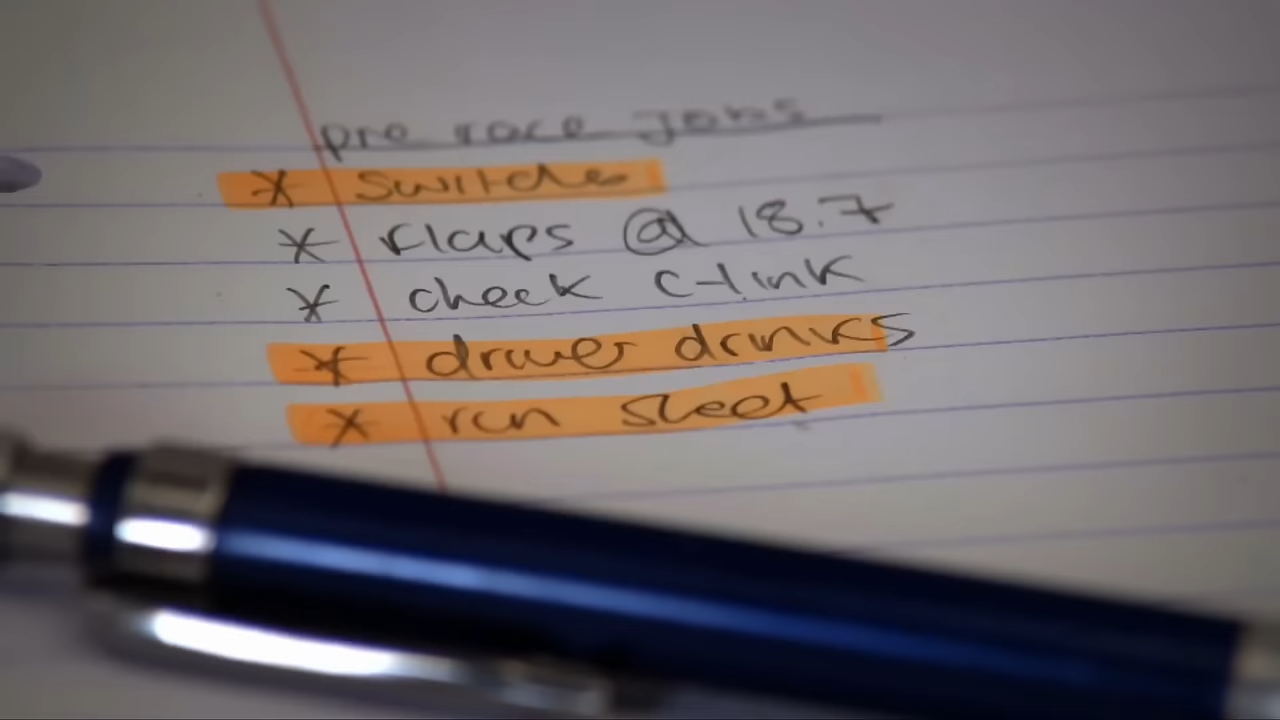 pre race jobs
* switches
* flaps @ 18.7
* check c-link
* driver drinks
* run sheet